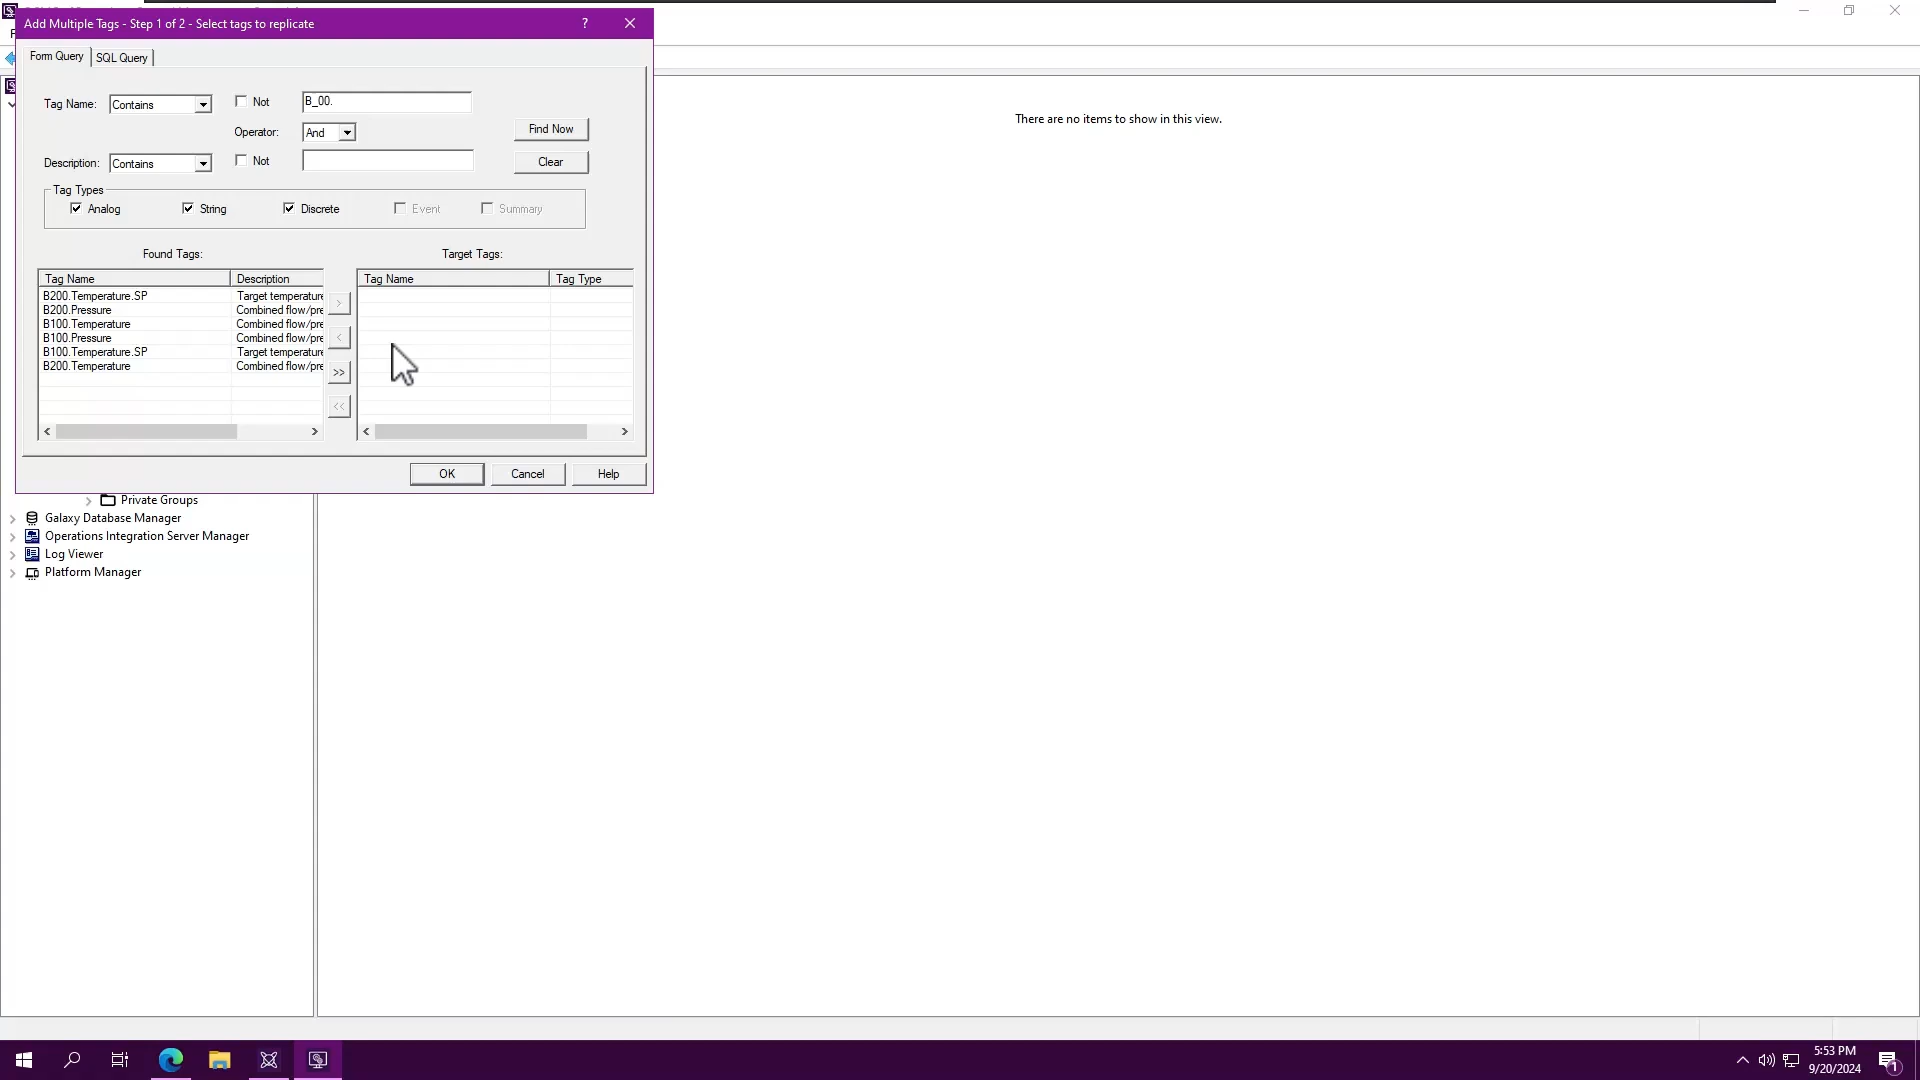 Add Multiple Tags - Step 1 of 2 - Select tags to replicate
?
Form Query
SQL Query
Tag Name:
Contains
Not
B_00.
Operator:
And
Find Now
Description:
Contains
Not
Clear
Tag Types
Analog
String
Discrete
Event
Summary
Found Tags:
Target Tags:
Tag Name
Description
B200.Temperature.SP
Target temperature
B200.Pressure
Combined flow/pre
B100.Temperature
Combined flow/pre
B100.Pressure
Combined flow/pre
B100.Temperature.SP
Target temperature
B200.Temperature
Combined flow/pre
>
<
>>
<<
Tag Name
Tag Type
OK
Cancel
Help
There are no items to show in this view.
Private Groups
Galaxy Database Manager
Operations Integration Server Manager
Log Viewer
Platform Manager
5:53 PM
9/20/2024
1